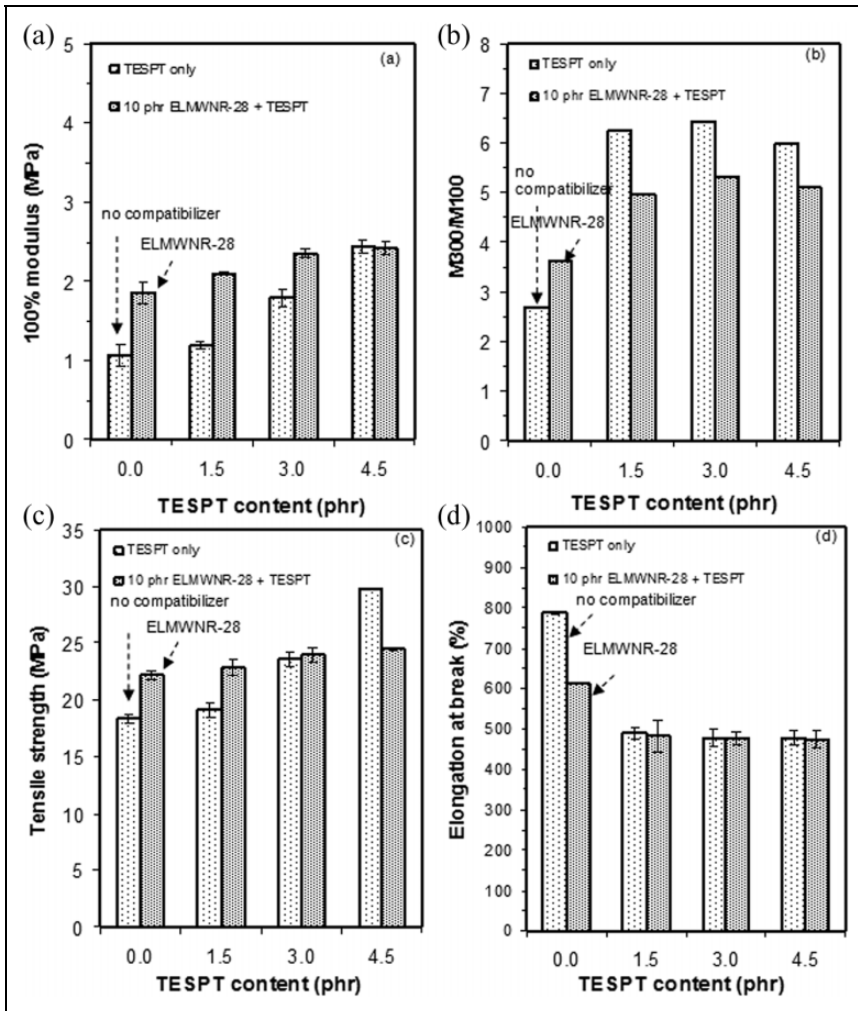 (a)
(a)
TESPT only
10 phr ELMWNR-28 + TESPT
no compatibilizer
ELMWNR-28
100% modulus (MPa)
5
4
3
2
1
0
0.0 1.5 3.0 4.5
TESPT content (phr)
(b)
(b)
TESPT only
10 phr ELMWNR-28 + TESPT
no
compatibilizer
ELMWNR-28
M300/M100
8
7
6
5
4
3
2
1
0
0.0 1.5 3.0 4.5
TESPT content (phr)
(c)
(c)
TESPT only
10 phr ELMWNR-28 + TESPT
no compatibilizer
ELMWNR-28
Tensile strength (MPa)
35
30
25
20
15
10
5
0
0.0 1.5 3.0 4.5
TESPT content (phr)
(d)
(d)
TESPT only
10 phr ELMWNR-28 + TESPT
no compatibilizer
ELMWNR-28
Elongation at break (%)
1000
900
800
700
600
500
400
300
200
100
0
0.0 1.5 3.0 4.5
TESPT content (phr)